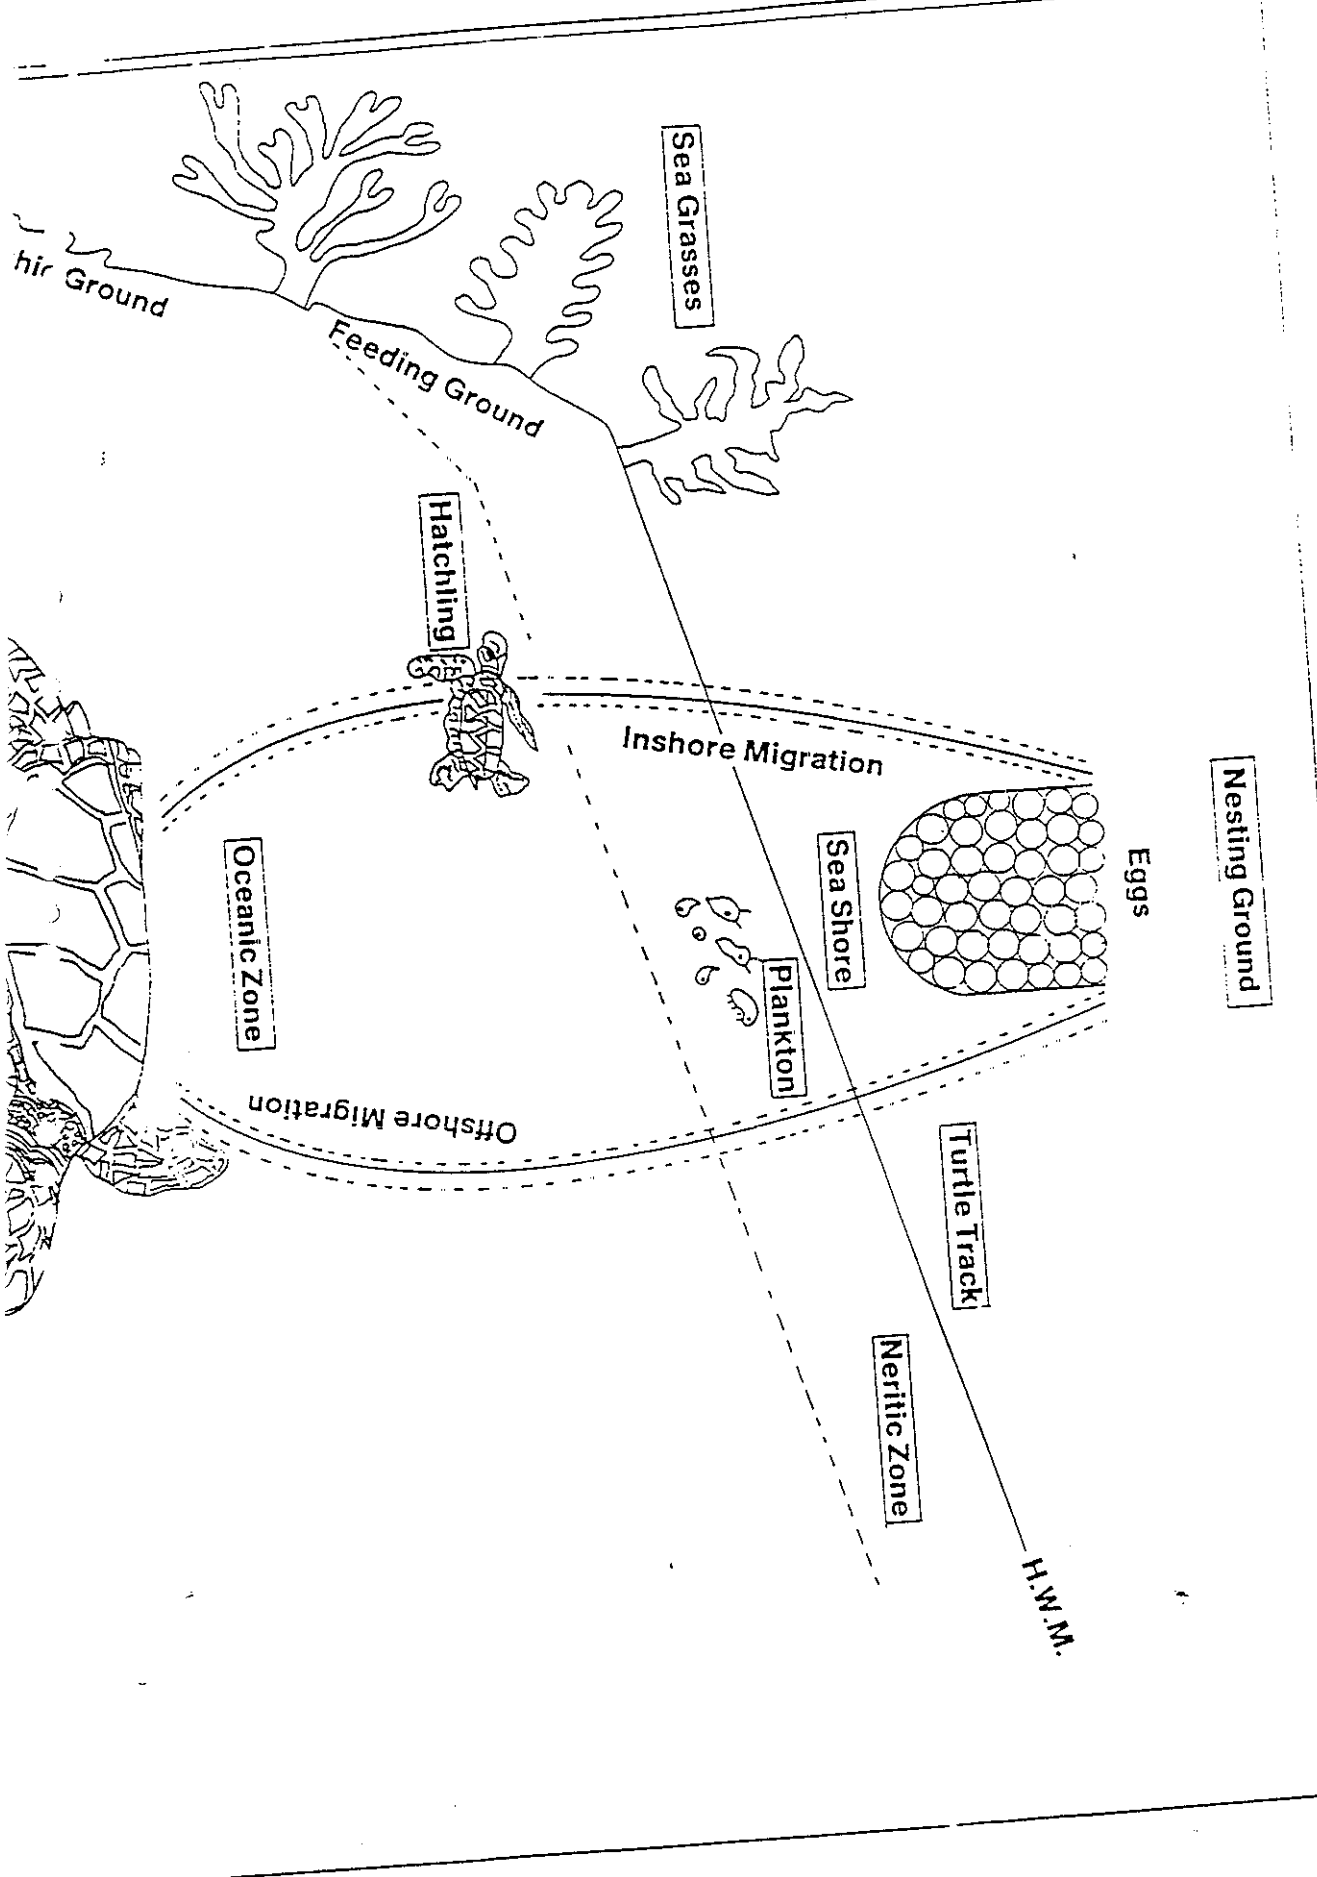 Nesting Ground
Eggs
Turtle Track
H.W.M.
Sea Shore
Neritic Zone
Plankton
Inshore Migration
Sea Grasses
Hatchling
Feeding Ground
Offshore Migration
Oceanic Zone
Ground